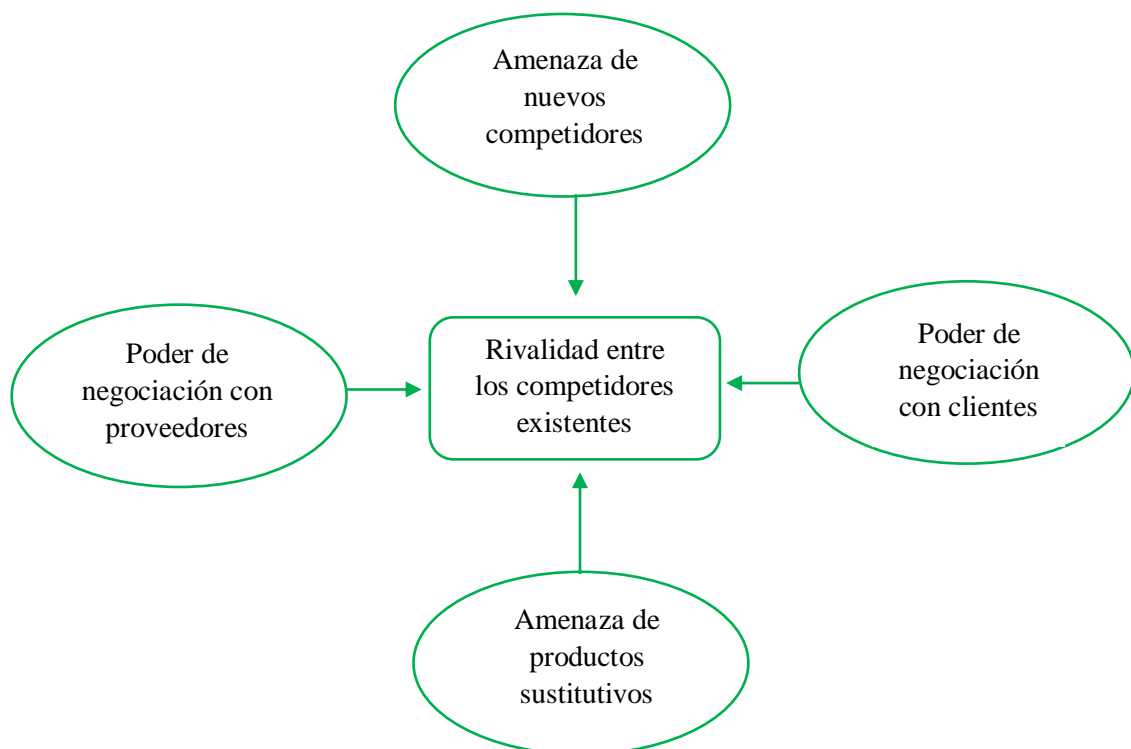 Amenaza de
nuevos
competidores
Poder de
negociación con
proveedores
Rivalidad entre
los competidores
existentes
Poder de
negociación
con clientes
Amenaza de
productos
sustitutivos